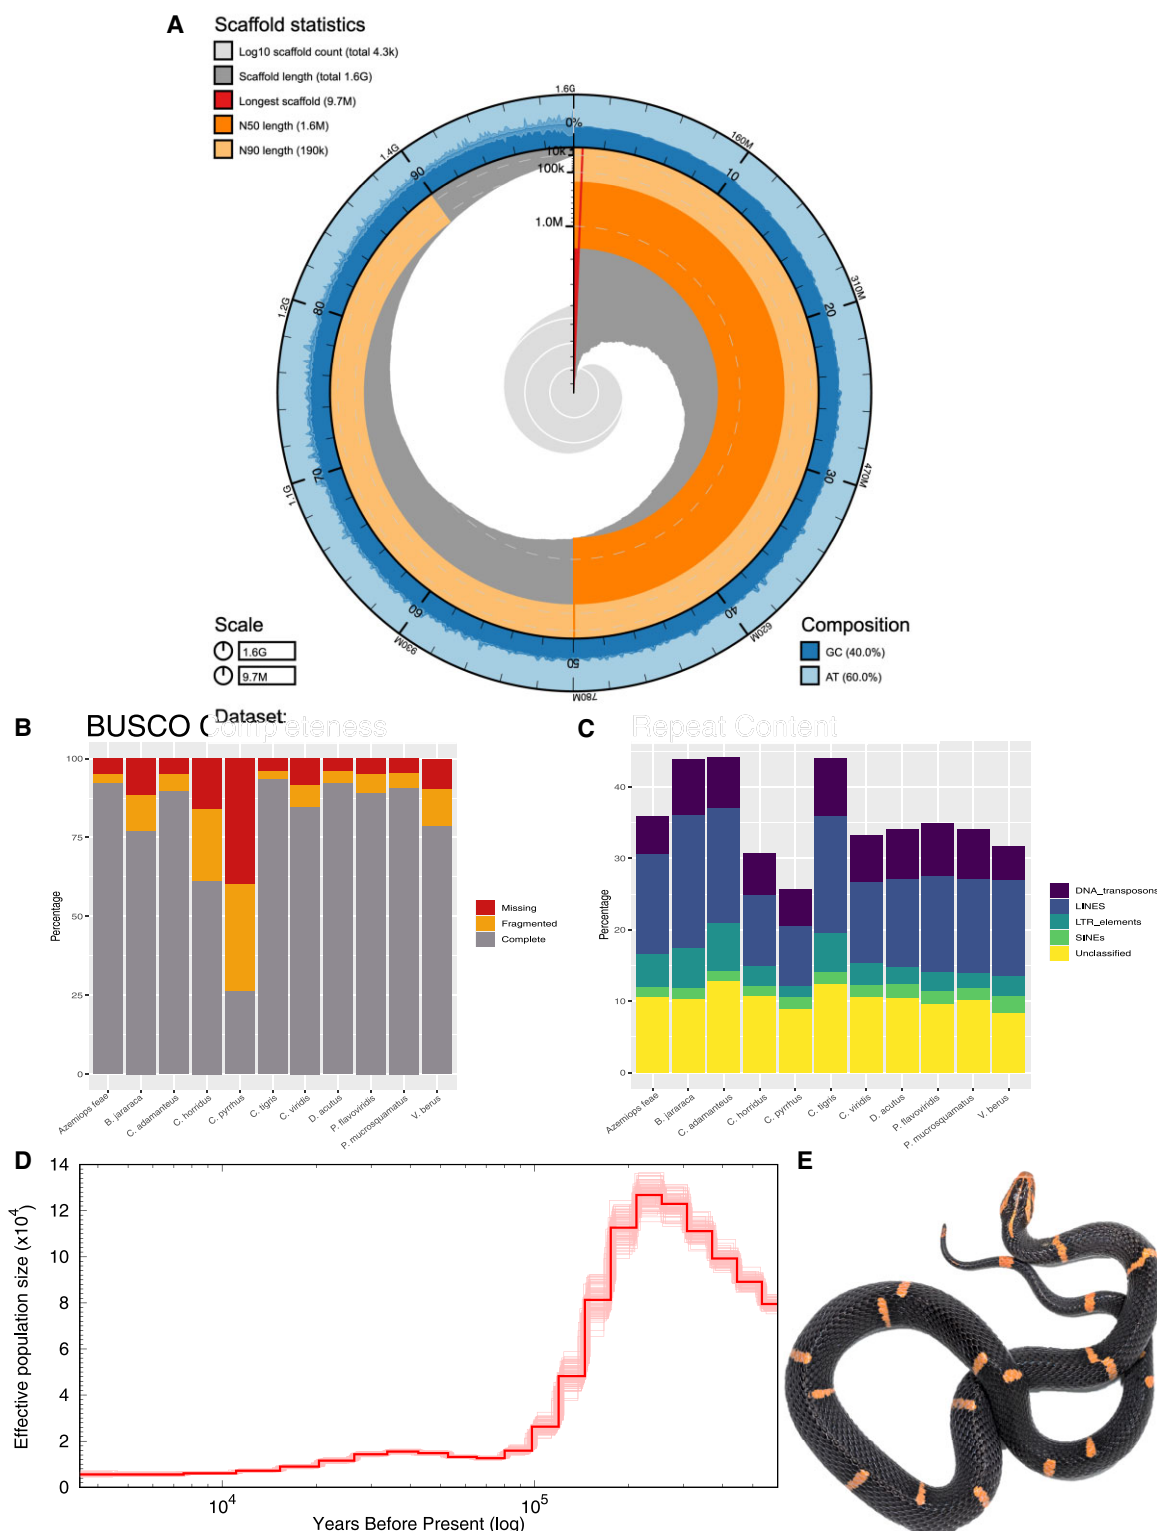 A
Scaffold statistics
Log10 scaffold count (total 4.3k)
Scaffold length (total 1.6G)
Longest scaffold (9.7M)
N50 length (1.6M)
N90 length (190k)
1.6G
160M
310M
470M
620M
780M
930M
1.1G
1.2G
1.4G
0%
10
20
30
40
50
60
70
80
90
10k
100k
1.0M
Scale
1.6G
9.7M
Dataset:
Composition
GC (40.0%)
AT (60.0%)
B
BUSCO Completeness
Percentage
100
75
50
25
0
Azemiops feae
B. jararaca
C. adamanteus
C. horridus
C. pyrrhus
C. tigris
C. viridis
D. acutus
P. flavoviridis
P. mucrosquamatus
V. berus
Missing
Fragmented
Complete
C
Repeat Content
Percentage
40
30
20
10
0
Azemiops feae
B. jararaca
C. adamanteus
C. horridus
C. pyrrhus
C. tigris
C. viridis
D. acutus
P. flavoviridis
P. mucrosquamatus
V. berus
DNA_transposons
LINES
LTR_elements
SINEs
Unclassified
D
Effective population size (x10⁴)
14
12
10
8
6
4
2
0
10⁴
10⁵
Years Before Present (log)
E